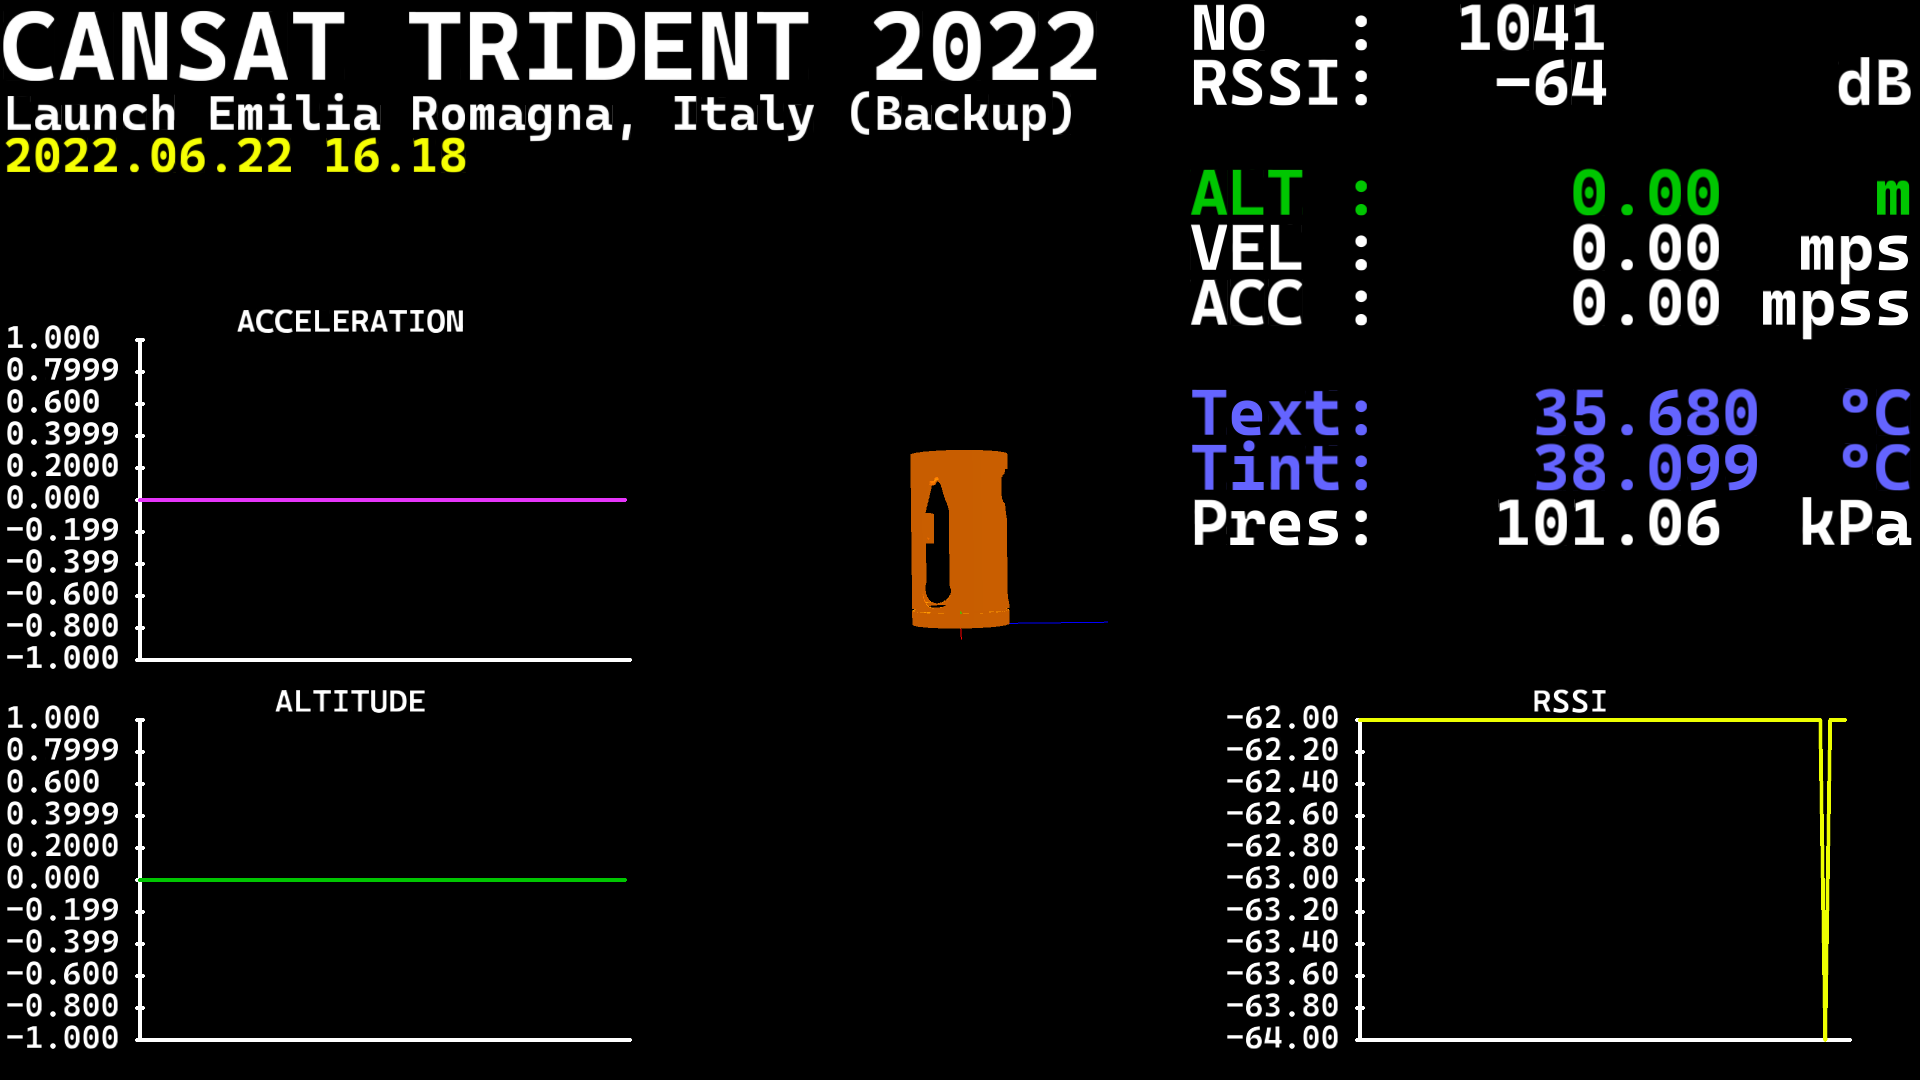 CANSAT TRIDENT 2022
Launch Emilia Romagna, Italy (Backup)
2022.06.22 16.18
NO : 1041
RSSI: -64 dB
ALT : 0.00 m
VEL : 0.00 mps
ACC : 0.00 mpss
Text: 35.680 °C
Tint: 38.099 °C
Pres: 101.06 kPa
ACCELERATION
1.000
0.7999
0.600
0.3999
0.2000
0.000
-0.199
-0.399
-0.600
-0.800
-1.000
ALTITUDE
1.000
0.7999
0.600
0.3999
0.2000
0.000
-0.199
-0.399
-0.600
-0.800
-1.000
RSSI
-62.00
-62.20
-62.40
-62.60
-62.80
-63.00
-63.20
-63.40
-63.60
-63.80
-64.00